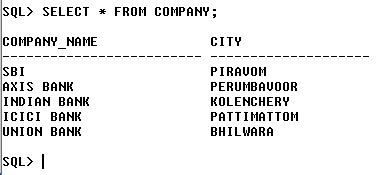 SQL> SELECT * FROM COMPANY;
COMPANY_NAME CITY
-------------------- --------------------
SBI PIRAVOM
AXIS BANK PERUMBAVOOR
INDIAN BANK KOLENCHERY
ICICI BANK PATTIMATTOM
UNION BANK BHILWARA
SQL>